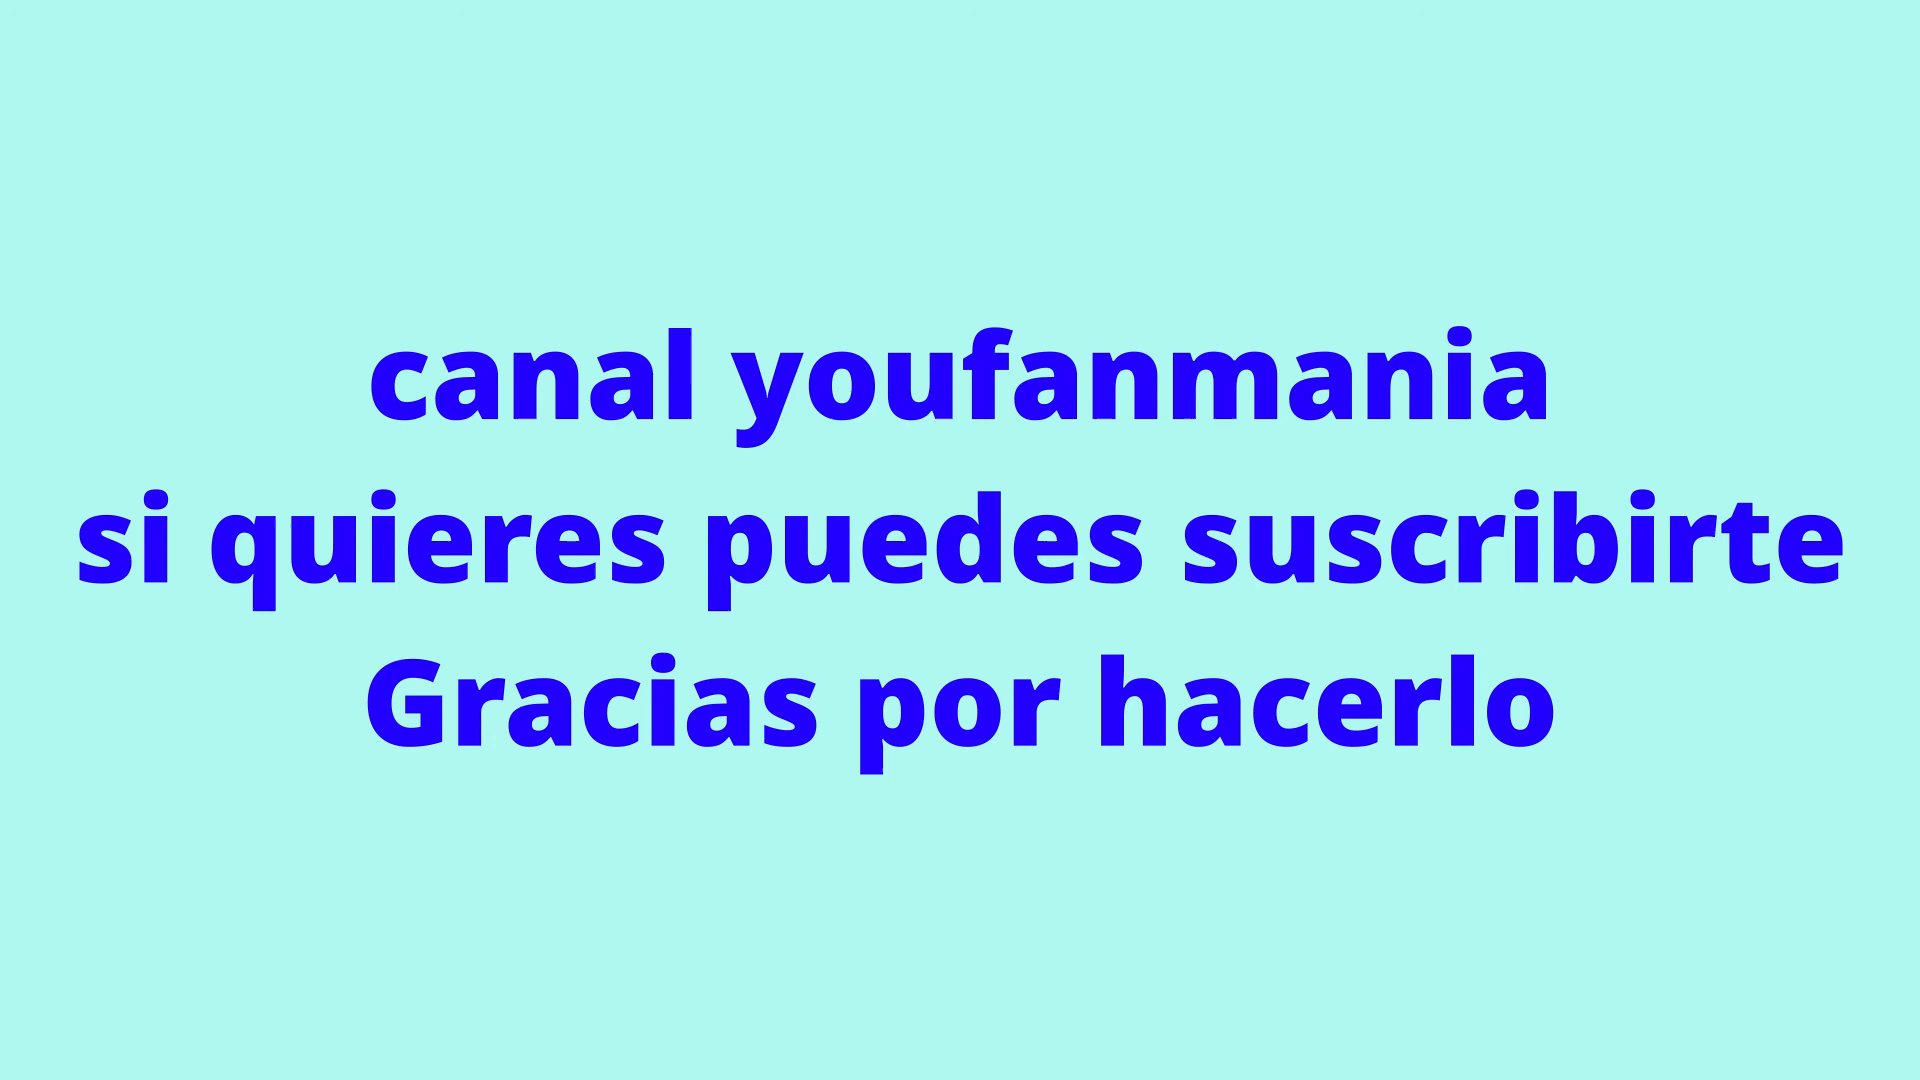 canal youfanmania
si quieres puedes suscribirte
Gracias por hacerlo